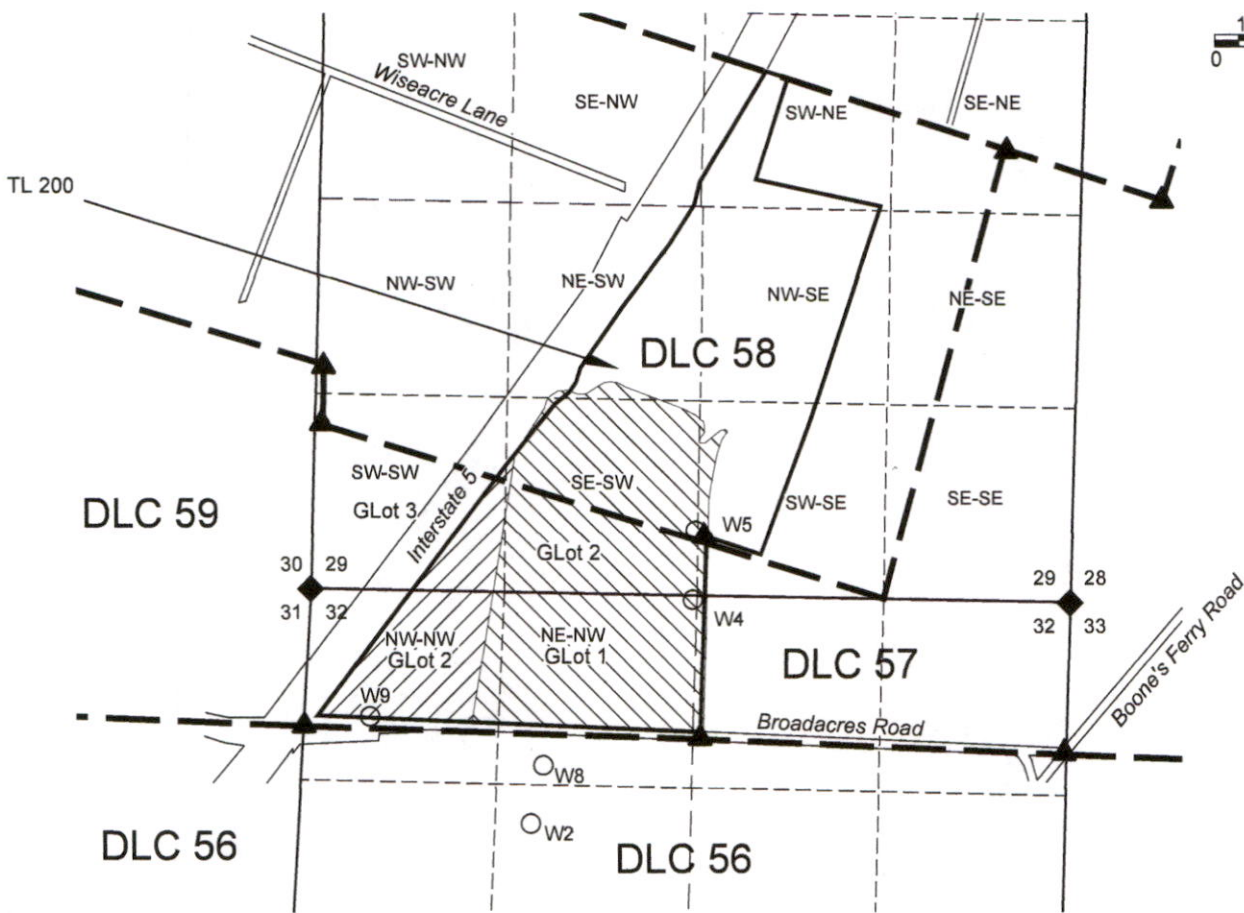 1
0
SW-NW
Wiseacre Lane
SE-NW
SW-NE
SE-NE
TL 200
NW-SW
NE-SW
NW-SE
NE-SE
DLC 58
SW-SW
GLot 3
Interstate 5
SE-SW
SW-SE
SE-SE
DLC 59
GLot 2
W5
30 29
31 32
29 28
32 33
W4
NW-NW
GLot 2
NE-NW
GLot 1
DLC 57
Boone's Ferry Road
W9
Broadacres Road
W8
W2
DLC 56
DLC 56